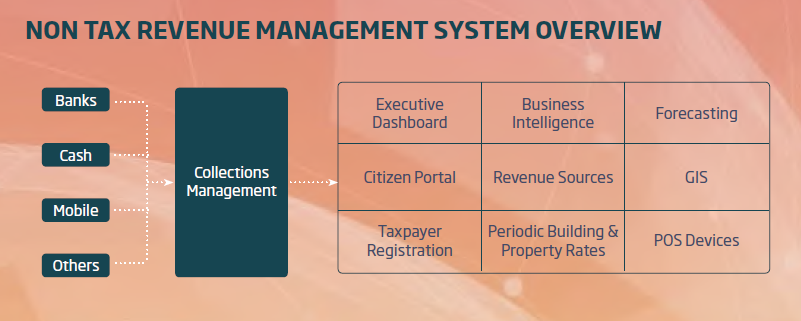 NON TAX REVENUE MANAGEMENT SYSTEM OVERVIEW
Banks
Cash
Mobile
Others
Collections
Management
Executive
Dashboard
Business
Intelligence
Forecasting
Citizen Portal
Revenue Sources
GIS
Taxpayer
Registration
Periodic Building &
Property Rates
POS Devices